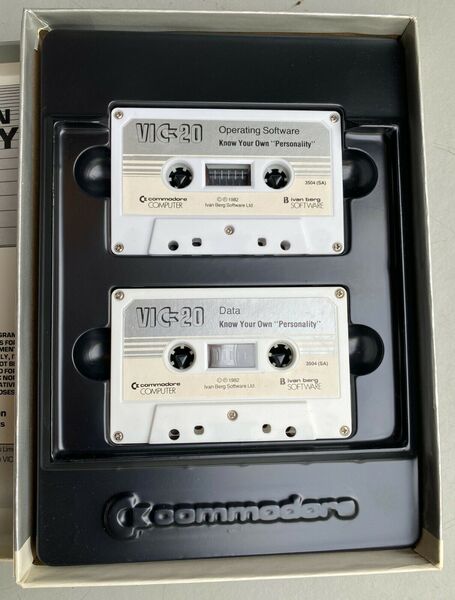 N
Y
VIC-20
Operating Software
Know Your Own "Personality"
3504 (SA)
commodore
COMPUTER
© ℗ 1982
Ivan Berg Software Ltd
ivan berg
SOFTWARE
VIC-20
Data
Know Your Own "Personality"
3504 (SA)
commodore
COMPUTER
© ℗ 1982
Ivan Berg Software Ltd.
ivan berg
SOFTWARE
commodore